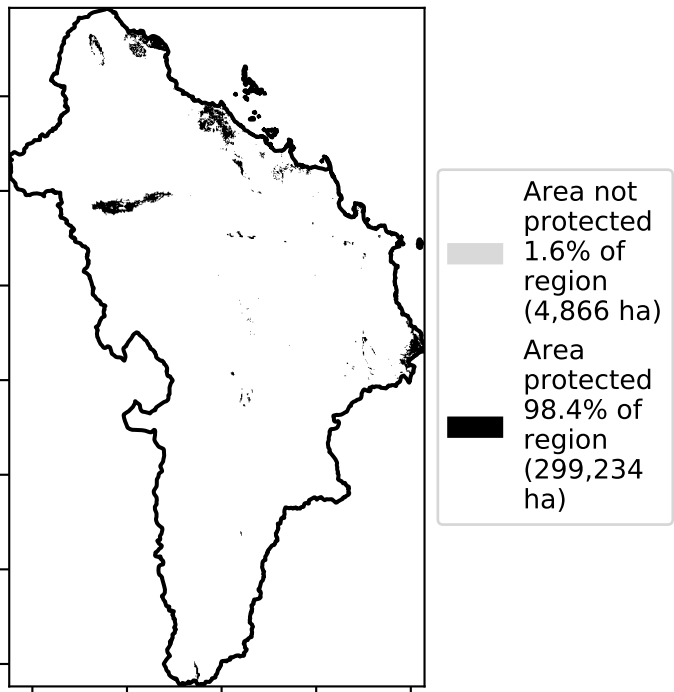 Area not
protected
1.6% of
region
(4,866 ha)
Area
protected
98.4% of
region
(299,234
ha)